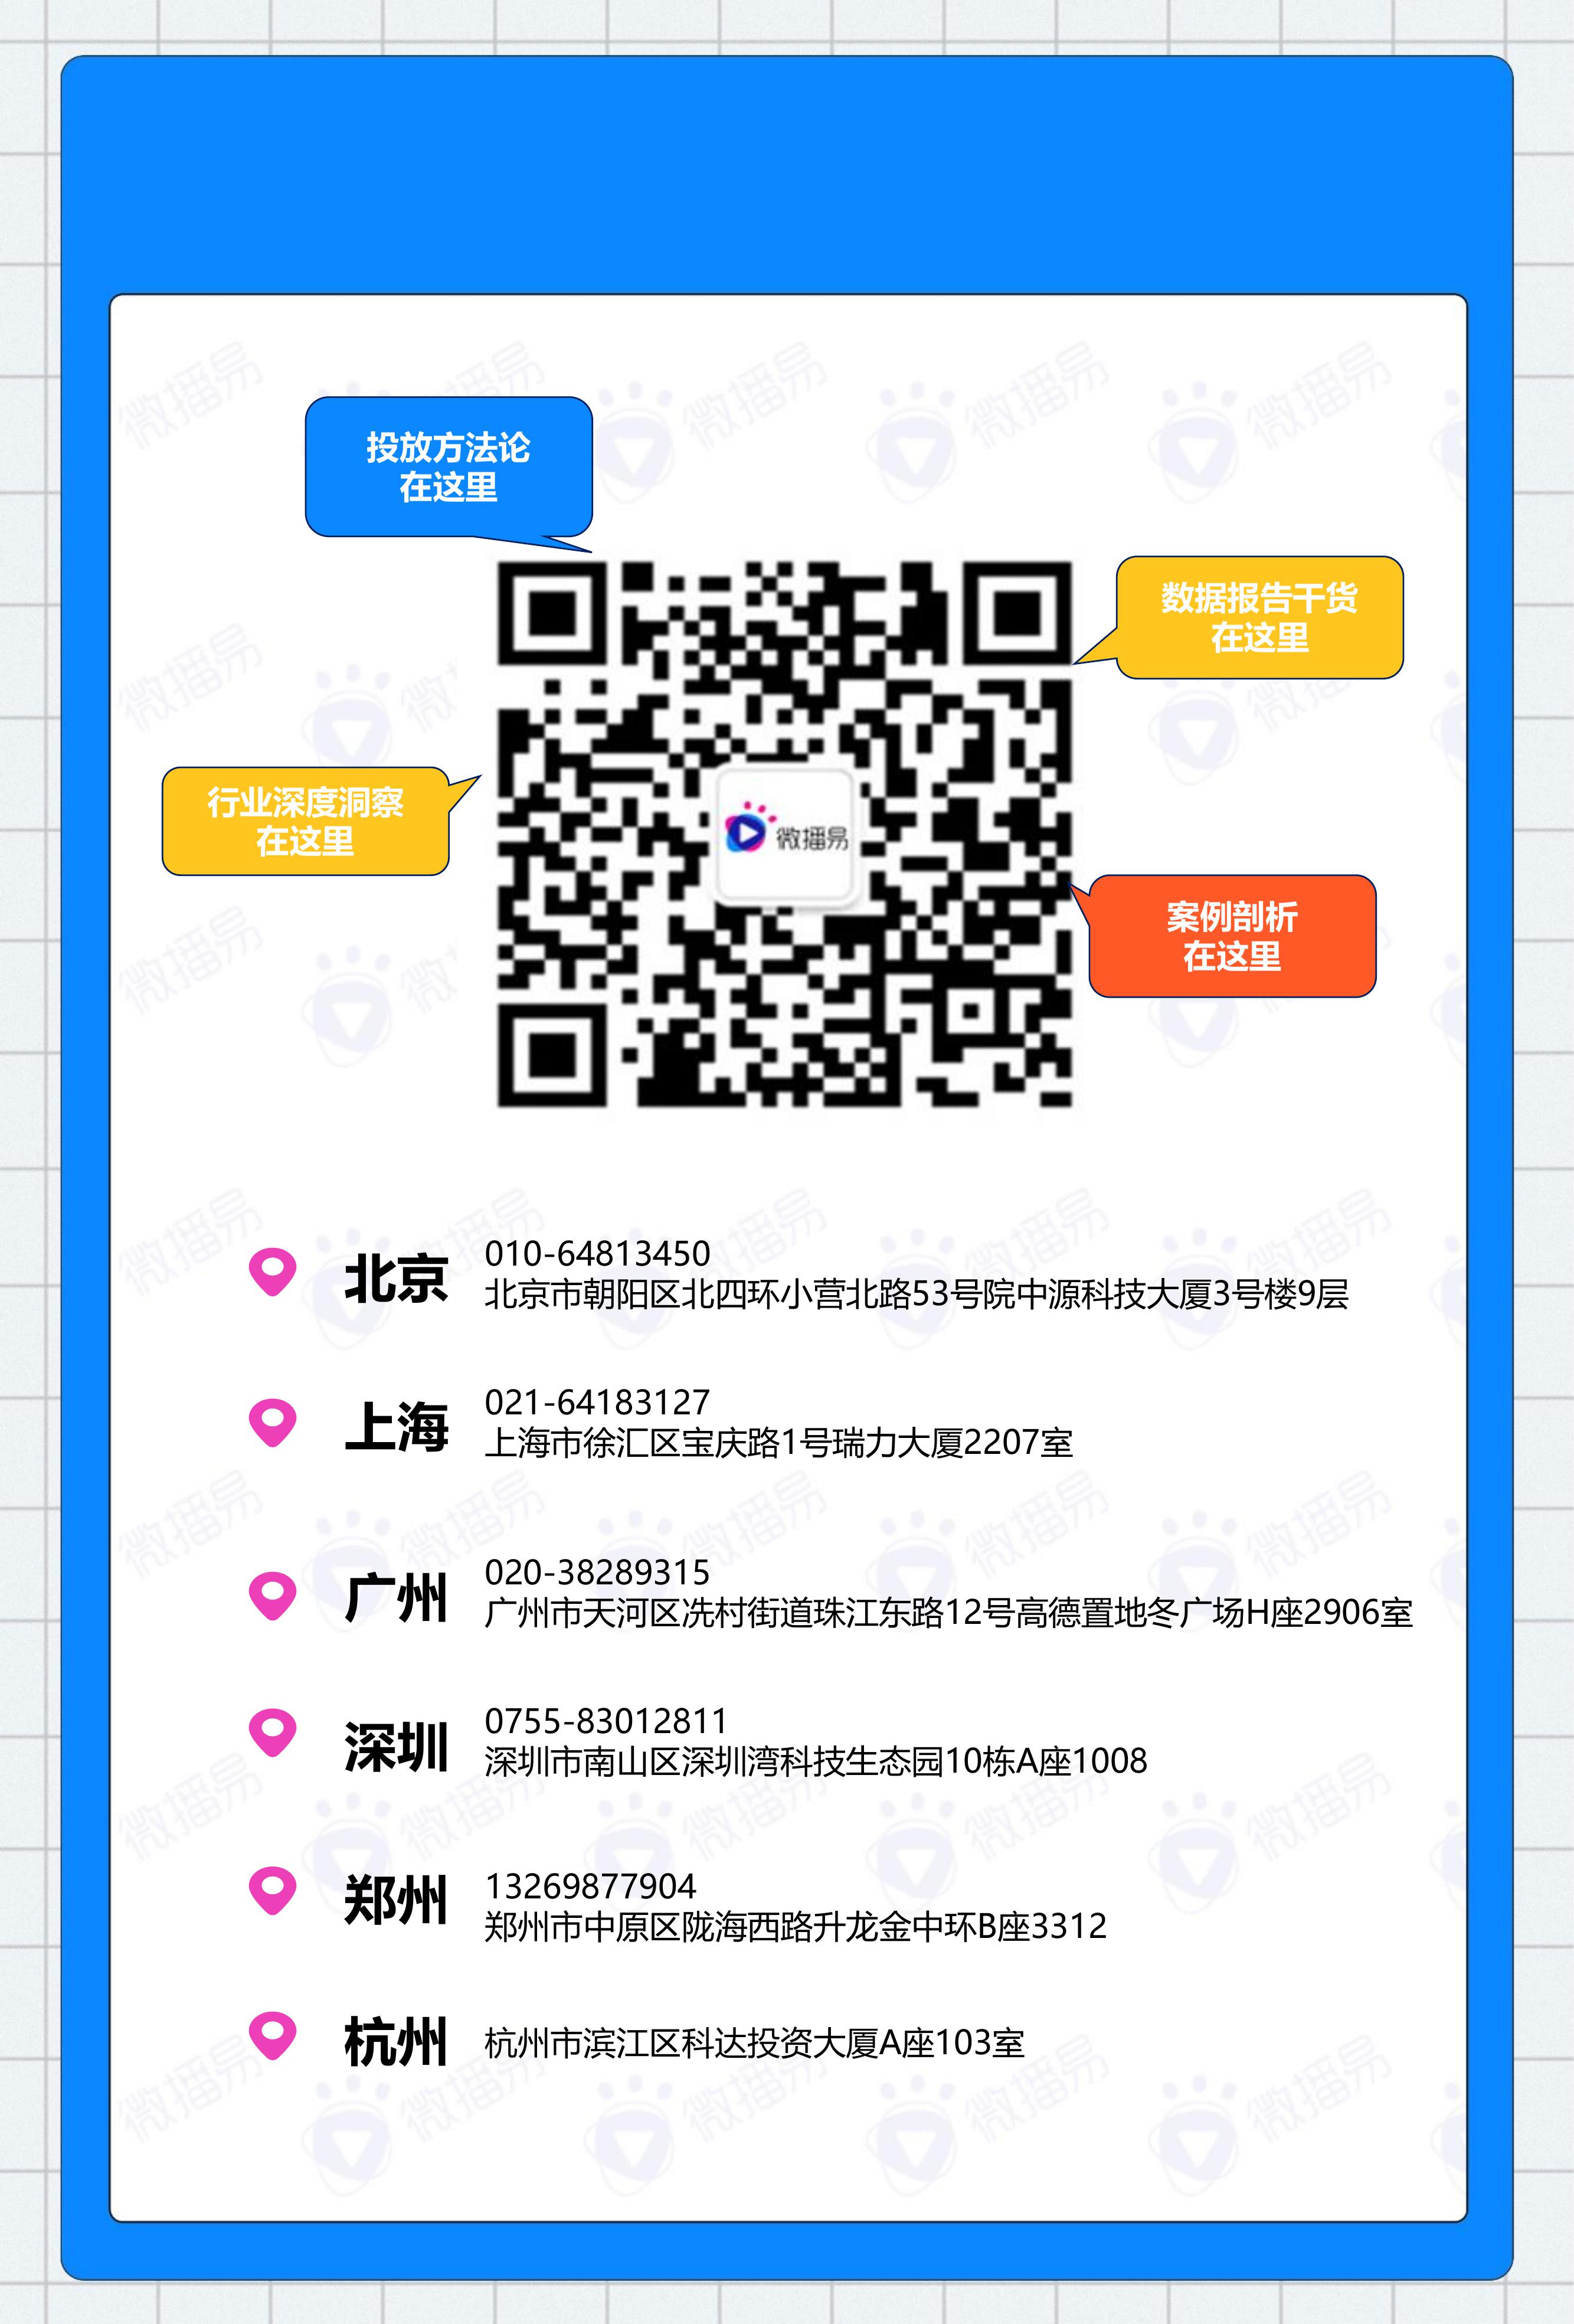 投放方法论
在这里
数据报告干货
在这里
行业深度洞察
在这里
微播易
案例剖析
在这里
北京
010-64813450
北京市朝阳区北四环小营北路53号院中源科技大厦3号楼9层
上海
021-64183127
上海市徐汇区宝庆路1号瑞力大厦2207室
广州
020-38289315
广州市天河区冼村街道珠江东路12号高德置地冬广场H座2906室
深圳
0755-83012811
深圳市南山区深圳湾科技生态园10栋A座1008
郑州
13269877904
郑州市中原区陇海西路升龙金中环B座3312
杭州
杭州市滨江区科达投资大厦A座103室